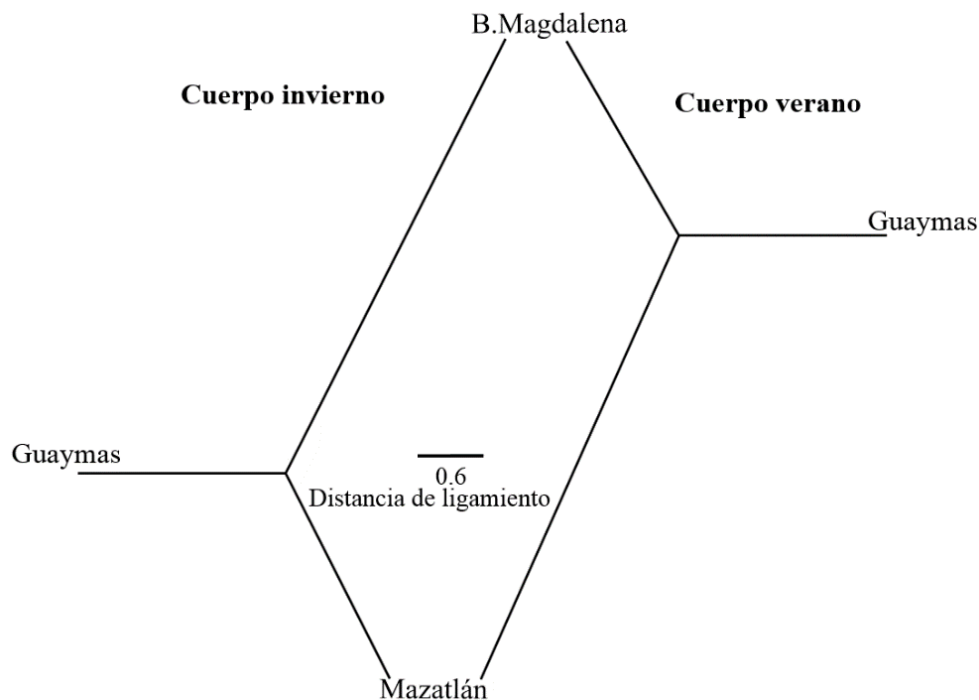 B.Magdalena
Cuerpo invierno
Cuerpo verano
Guaymas
Guaymas
0.6
Distancia de ligamiento
Mazatlán